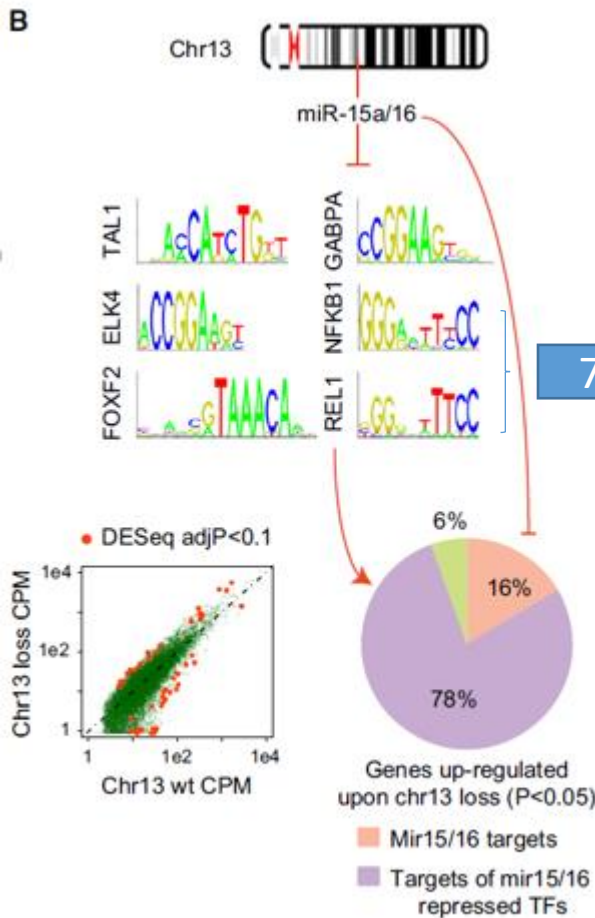 B
Chr13
miR-15a/16
TAL1
GABPA
ELK4
NFKB1
FOXF2
REL1
7
DESeq adjP<0.1
Chr13 loss CPM
1e4
1e2
1
1
1e2
1e4
Chr13 wt CPM
6%
16%
78%
Genes up-regulated
upon chr13 loss (P<0.05)
Mir15/16 targets
Targets of mir15/16
repressed TFs